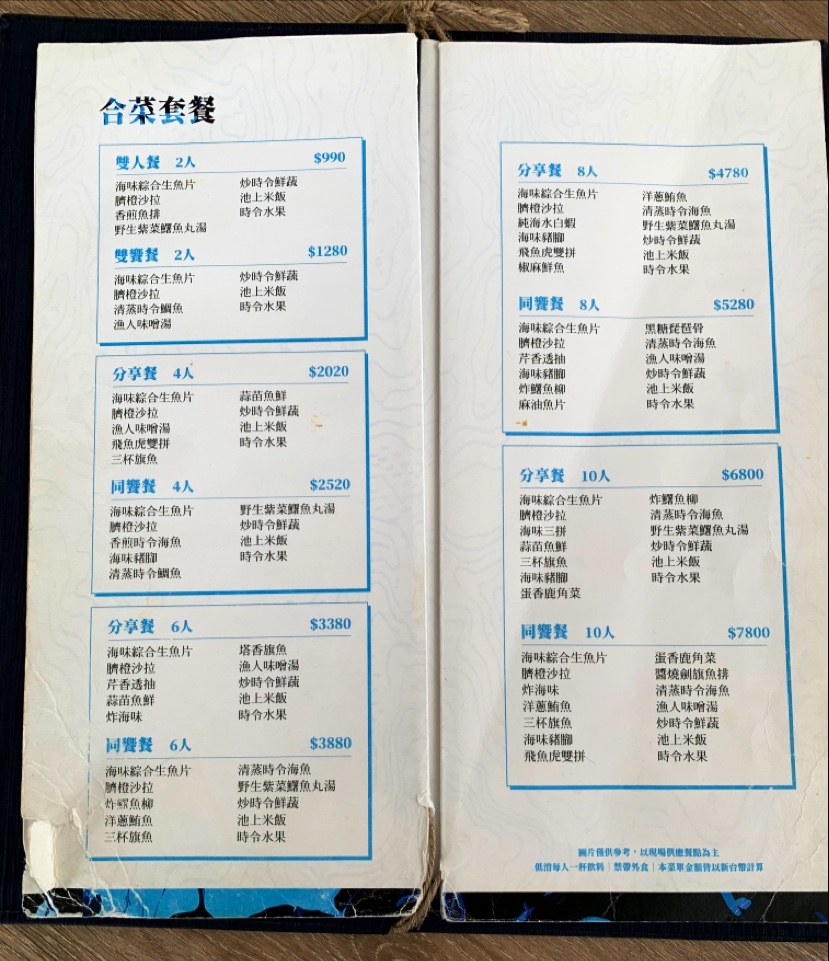 合菜套餐
雙人餐 2人 $990
海味綜合生魚片 炒時令鮮蔬
臍橙沙拉 池上米飯
香煎魚排 時令水果
野生紫菜鱰魚丸湯
雙饗餐 2人 $1280
海味綜合生魚片 炒時令鮮蔬
臍橙沙拉 池上米飯
清蒸時令鯛魚 時令水果
漁人味噌湯
分享餐 4人 $2020
海味綜合生魚片 蒜苗魚鮮
臍橙沙拉 炒時令鮮蔬
漁人味噌湯 池上米飯
飛魚虎雙拼 時令水果
三杯旗魚
同饗餐 4人 $2520
海味綜合生魚片 野生紫菜鱰魚丸湯
臍橙沙拉 炒時令鮮蔬
香煎時令海魚 池上米飯
海味豬腳 時令水果
清蒸時令鯛魚
分享餐 6人 $3380
海味綜合生魚片 塔香旗魚
臍橙沙拉 漁人味噌湯
芹香透抽 炒時令鮮蔬
蒜苗魚鮮 池上米飯
炸海味 時令水果
同饗餐 6人 $3880
海味綜合生魚片 清蒸時令海魚
臍橙沙拉 野生紫菜鱰魚丸湯
炸鱰魚柳 炒時令鮮蔬
洋蔥鮪魚 池上米飯
三杯旗魚 時令水果
分享餐 8人 $4780
海味綜合生魚片 洋蔥鮪魚
臍橙沙拉 清蒸時令海魚
純海水白蝦 野生紫菜鱰魚丸湯
海味豬腳 炒時令鮮蔬
飛魚虎雙拼 池上米飯
椒麻鮮魚 時令水果
同饗餐 8人 $5280
海味綜合生魚片 黑糖琵琶骨
臍橙沙拉 清蒸時令海魚
芹香透抽 漁人味噌湯
海味豬腳 炒時令鮮蔬
炸鱰魚柳 池上米飯
麻油魚片 時令水果
分享餐 10人 $6800
海味綜合生魚片 炸鱰魚柳
臍橙沙拉 清蒸時令海魚
海味三拼 野生紫菜鱰魚丸湯
蒜苗魚鮮 炒時令鮮蔬
三杯旗魚 池上米飯
海味豬腳 時令水果
蛋香鹿角菜
同饗餐 10人 $7800
海味綜合生魚片 蛋香鹿角菜
臍橙沙拉 醬燒劍旗魚排
炸海味 清蒸時令海魚
洋蔥鮪魚 漁人味噌湯
三杯旗魚 炒時令鮮蔬
海味豬腳 池上米飯
飛魚虎雙拼 時令水果
圖片僅供參考，以現場供應餐點為主
低消每人一杯飲料｜禁帶外食｜本菜單金額皆以新台幣計算